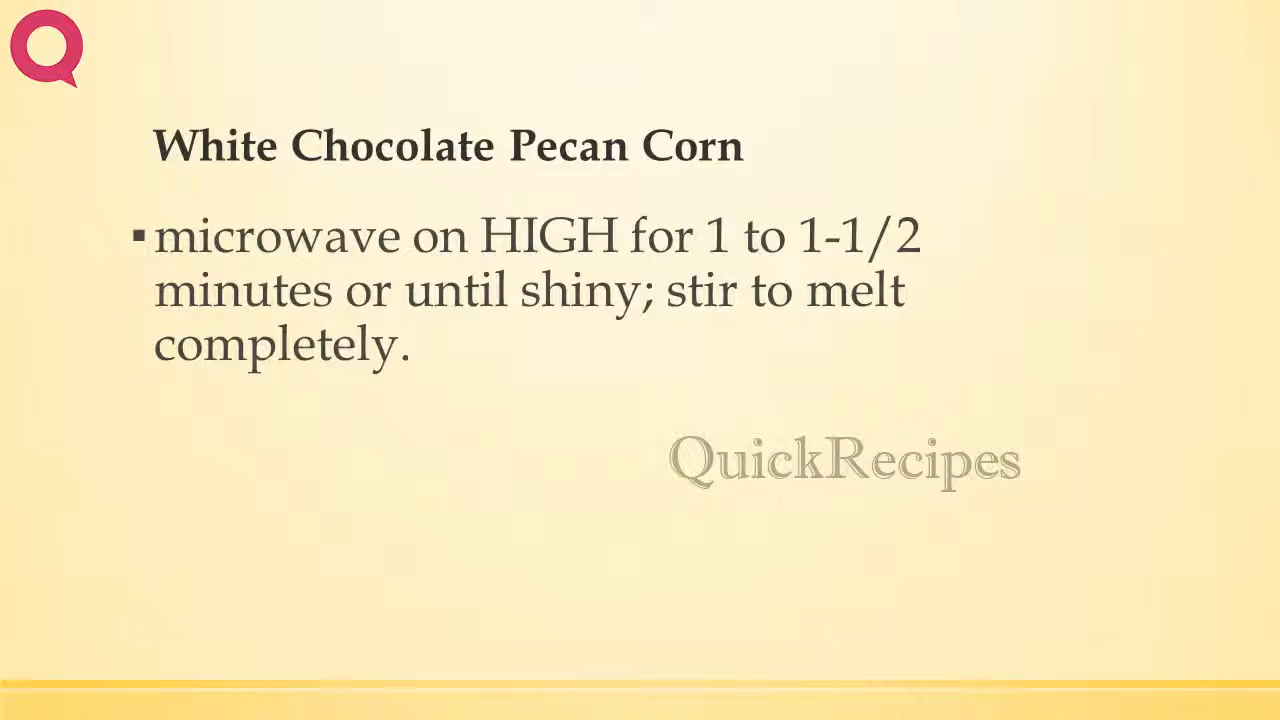 White Chocolate Pecan Corn
▪microwave on HIGH for 1 to 1-1/2
minutes or until shiny; stir to melt
completely.
QuickRecipes